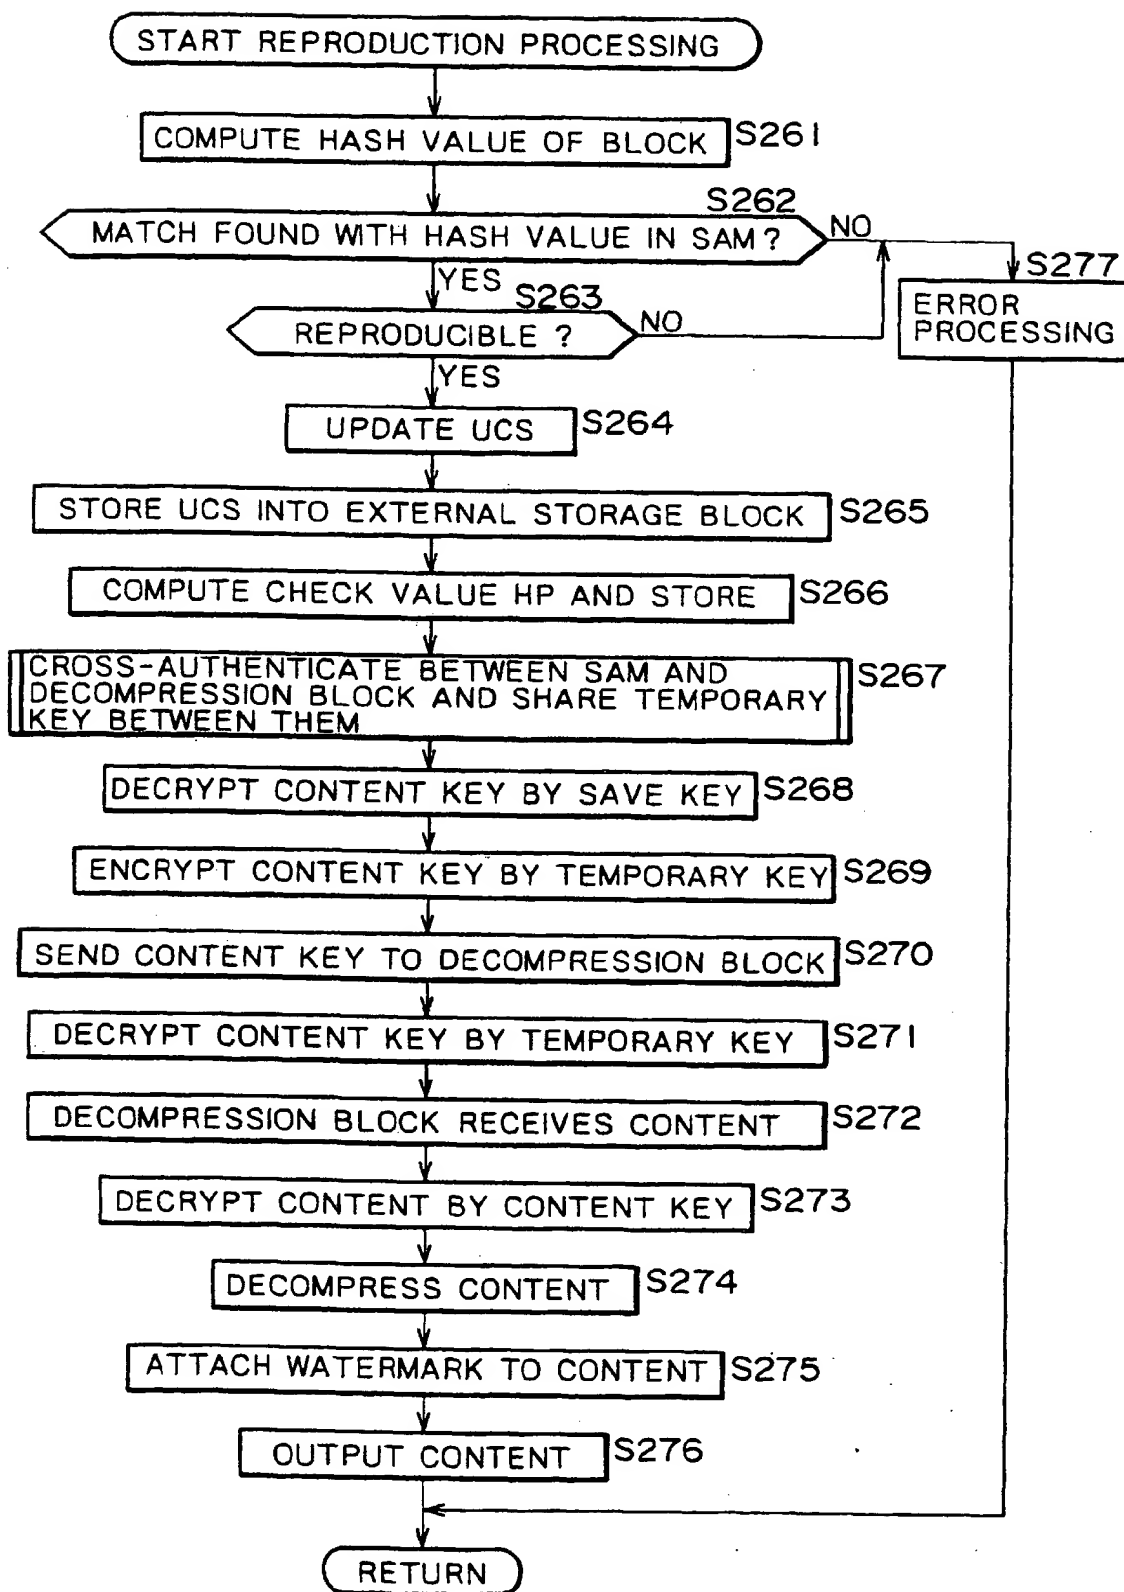 START REPRODUCTION PROCESSING
COMPUTE HASH VALUE OF BLOCK
S261
S262
MATCH FOUND WITH HASH VALUE IN SAM ?
NO
YES
S277
ERROR
PROCESSING
S263
REPRODUCIBLE ?
NO
YES
UPDATE UCS
S264
STORE UCS INTO EXTERNAL STORAGE BLOCK
S265
COMPUTE CHECK VALUE HP AND STORE
S266
CROSS-AUTHENTICATE BETWEEN SAM AND
DECOMPRESSION BLOCK AND SHARE TEMPORARY
KEY BETWEEN THEM
S267
DECRYPT CONTENT KEY BY SAVE KEY
S268
ENCRYPT CONTENT KEY BY TEMPORARY KEY
S269
SEND CONTENT KEY TO DECOMPRESSION BLOCK
S270
DECRYPT CONTENT KEY BY TEMPORARY KEY
S271
DECOMPRESSION BLOCK RECEIVES CONTENT
S272
DECRYPT CONTENT BY CONTENT KEY
S273
DECOMPRESS CONTENT
S274
ATTACH WATERMARK TO CONTENT
S275
OUTPUT CONTENT
S276
RETURN